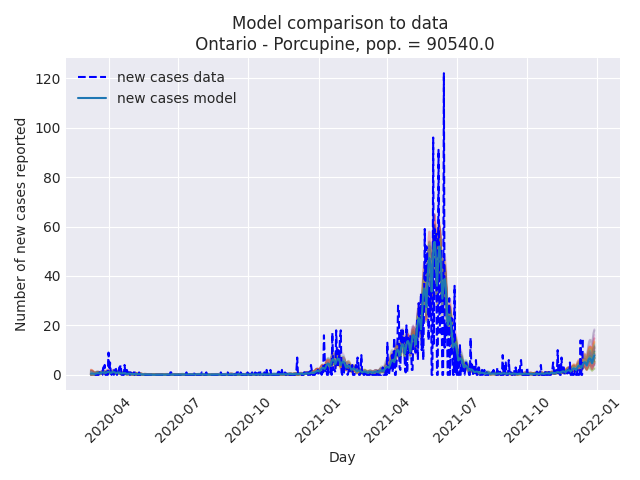 Model comparison to data
Ontario - Porcupine, pop. = 90540.0
new cases data
new cases model
120
100
80
60
40
20
0
Number of new cases reported
2020-04
2020-07
2020-10
2021-01
2021-04
2021-07
2021-10
2022-01
Day